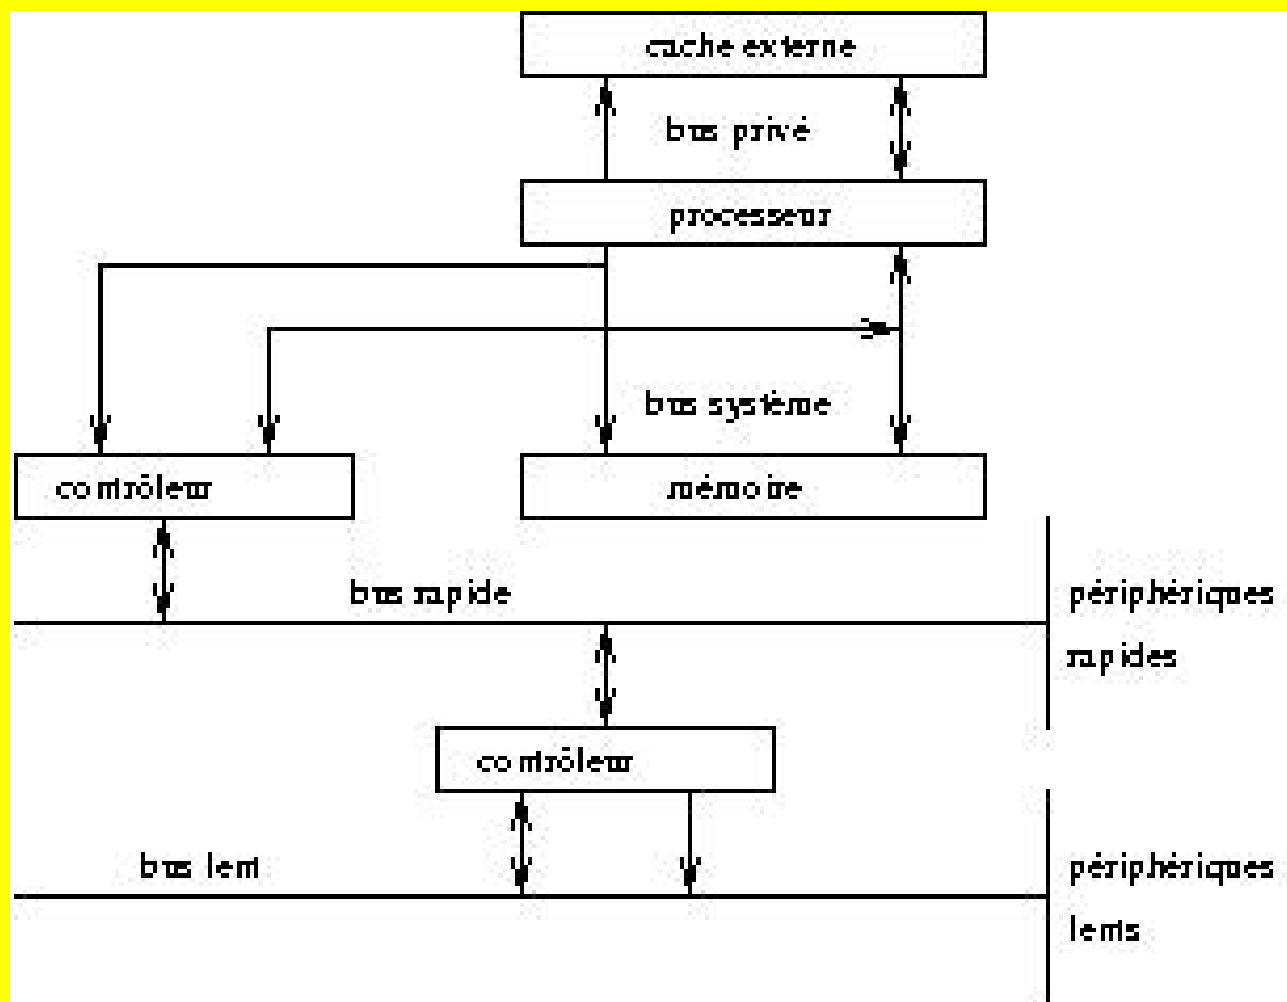 cache externe
bus privé
processeur
bus système
contrôleur
mémoire
bus rapide
périphériques
rapides
contrôleur
bus lent
périphériques
lents